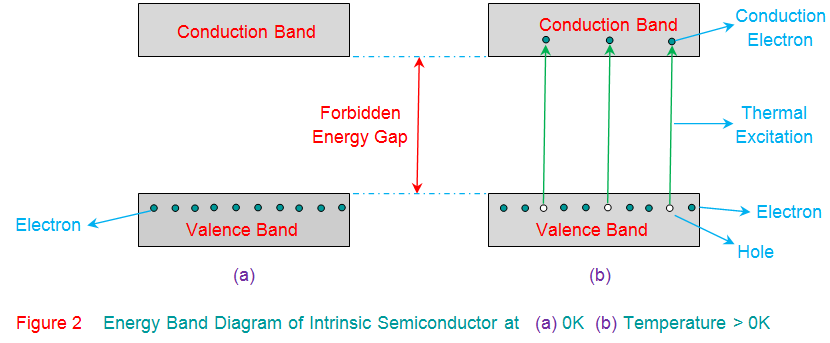 Conduction Band
Conduction Band
Conduction
Electron
Forbidden
Energy Gap
Thermal
Excitation
Electron
Valence Band
Valence Band
Electron
Hole
(a)
(b)
Figure 2 Energy Band Diagram of Intrinsic Semiconductor at (a) 0K (b) Temperature > 0K